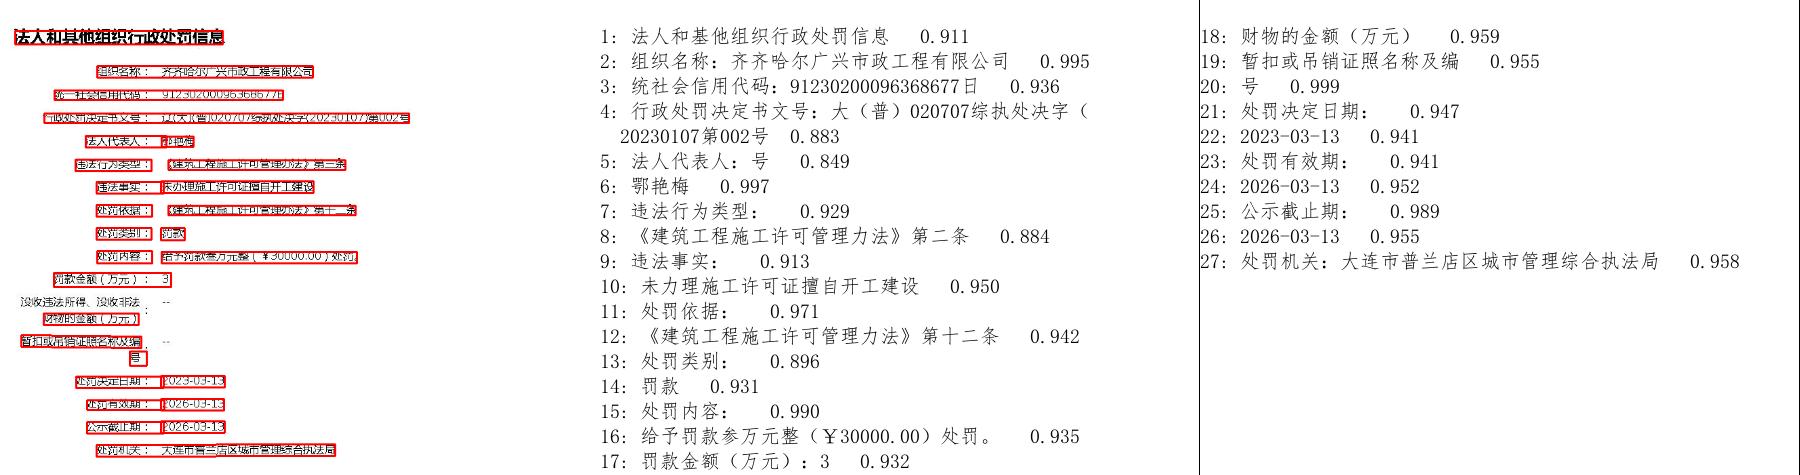 法人和其他组织行政处罚信息
组织名称： 齐齐哈尔广兴市政工程有限公司
统一社会信用代码： 91230200096368677E
行政处罚决定书文号： 辽(大)(普)020707综执处决字(20230107)第002号
法人代表人： 鄂艳梅
违法行为类型： 《建筑工程施工许可管理办法》第三条
违法事实： 未办理施工许可证擅自开工建设
处罚依据： 《建筑工程施工许可管理办法》第十二条
处罚类别： 罚款
处罚内容： 给予罚款叁万元整（￥30000.00）处罚。
罚款金额（万元）： 3
没收违法所得、没收非法 --
财物的金额（万元）：
暂扣或吊销证照名称及编 --
号：
处罚决定日期： 2023-03-13
处罚有效期： 2026-03-13
公示截止期： 2026-03-13
处罚机关： 大连市普兰店区城市管理综合执法局
1: 法人和基他组织行政处罚信息 0.911
2: 组织名称: 齐齐哈尔广兴市政工程有限公司 0.995
3: 统社会信用代码: 91230200096368677日 0.936
4: 行政处罚决定书文号: 大（普）020707综执处决字（
20230107第002号 0.883
5: 法人代表人: 号 0.849
6: 鄂艳梅 0.997
7: 违法行为类型: 0.929
8: 《建筑工程施工许可管理力法》第二条 0.884
9: 违法事实: 0.913
10: 未力理施工许可证擅自开工建设 0.950
11: 处罚依据: 0.971
12: 《建筑工程施工许可管理力法》第十二条 0.942
13: 处罚类别: 0.896
14: 罚款 0.931
15: 处罚内容: 0.990
16: 给予罚款参万元整（￥30000.00）处罚。 0.935
17: 罚款金额（万元）: 3 0.932
18: 财物的金额（万元） 0.959
19: 暂扣或吊销证照名称及编 0.955
20: 号 0.999
21: 处罚决定日期: 0.947
22: 2023-03-13 0.941
23: 处罚有效期: 0.941
24: 2026-03-13 0.952
25: 公示截止期: 0.989
26: 2026-03-13 0.955
27: 处罚机关: 大连市普兰店区城市管理综合执法局 0.958